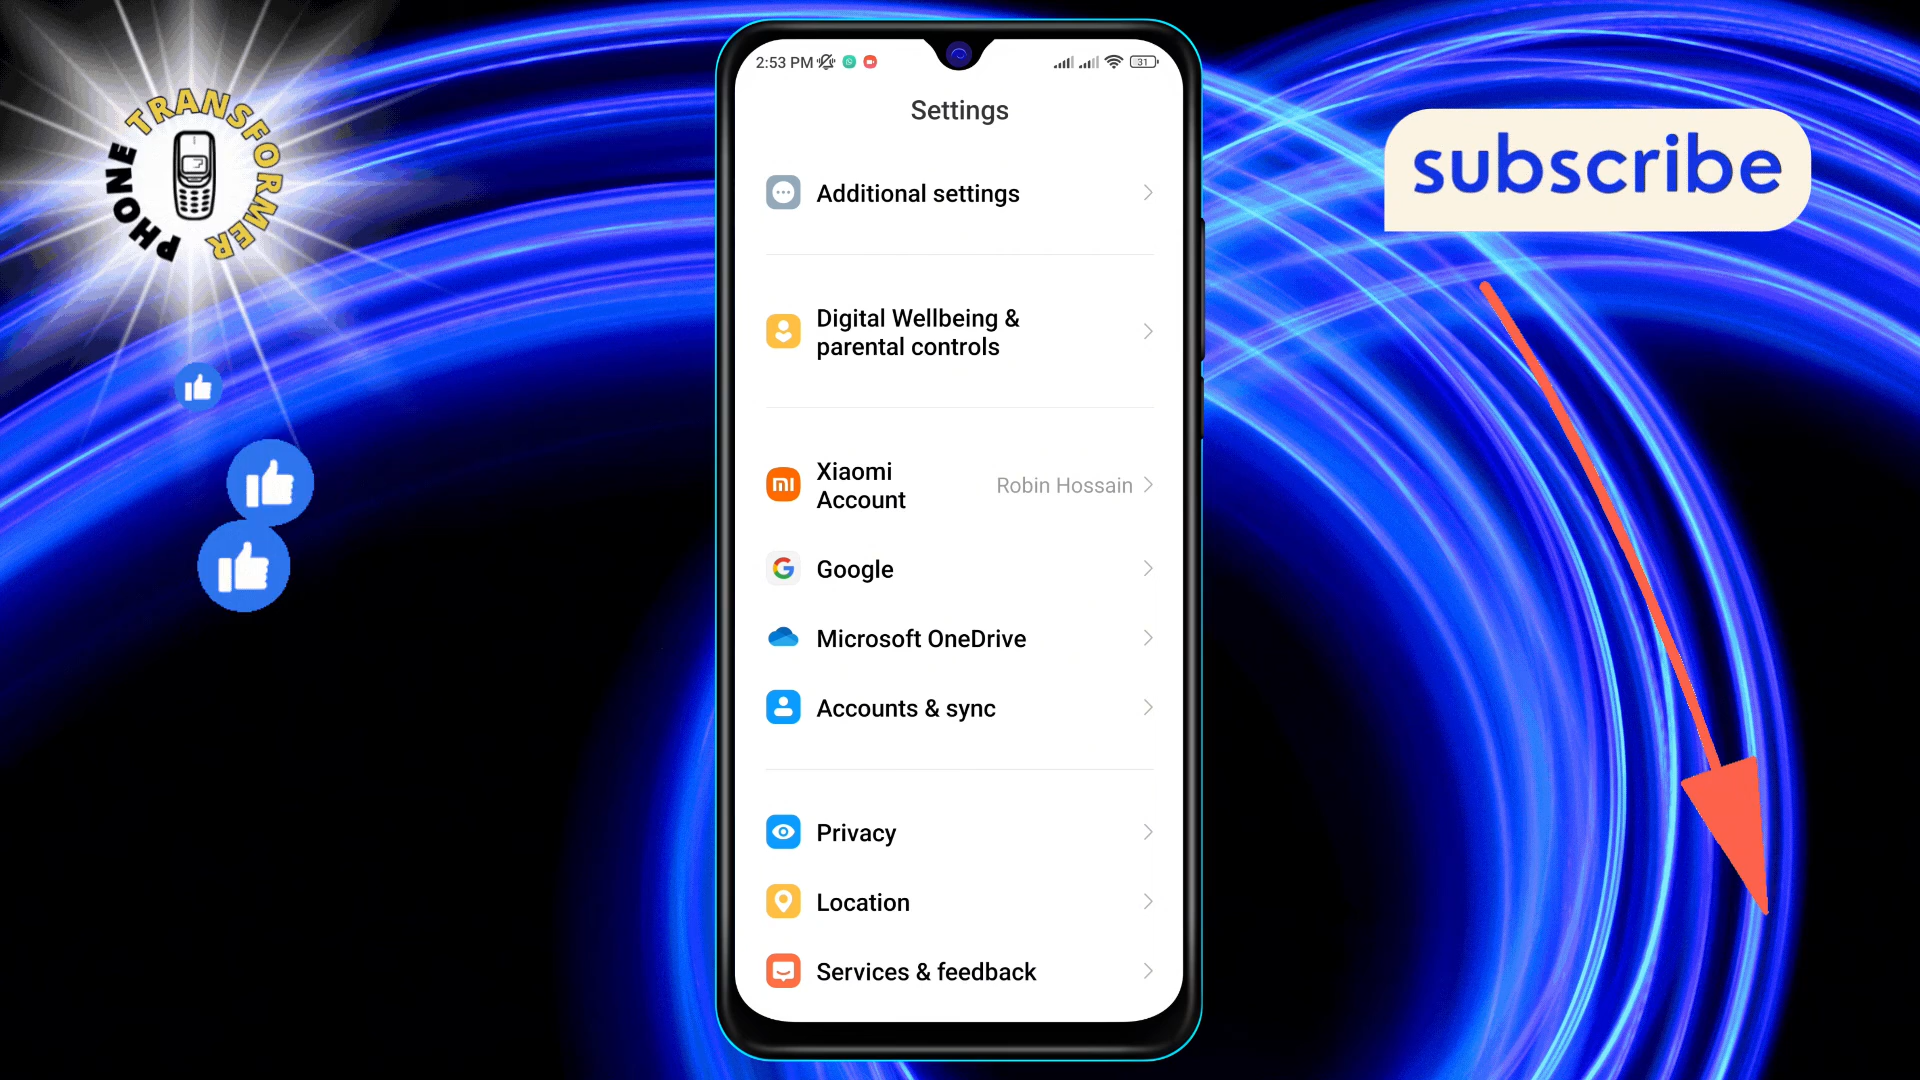 PHONE TRANSFORMER
2:53 PM
31
Settings
subscribe
Additional settings
Digital Wellbeing &
parental controls
Xiaomi
Account
Robin Hossain
Google
Microsoft OneDrive
Accounts & sync
Privacy
Location
Services & feedback